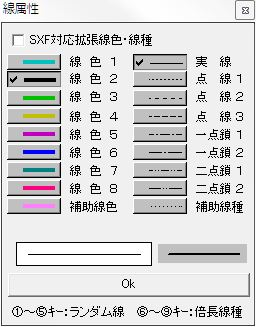 線属性
SXF対応拡張線色・線種
線 色 1 実 線
線 色 2 点 線 1
線 色 3 点 線 2
線 色 4 点 線 3
線 色 5 一点鎖 1
線 色 6 一点鎖 2
線 色 7 二点鎖 1
線 色 8 二点鎖 2
補助線色 補助線種
Ok
①～⑤キー:ランダム線 ⑥～⑨キー:倍長線種